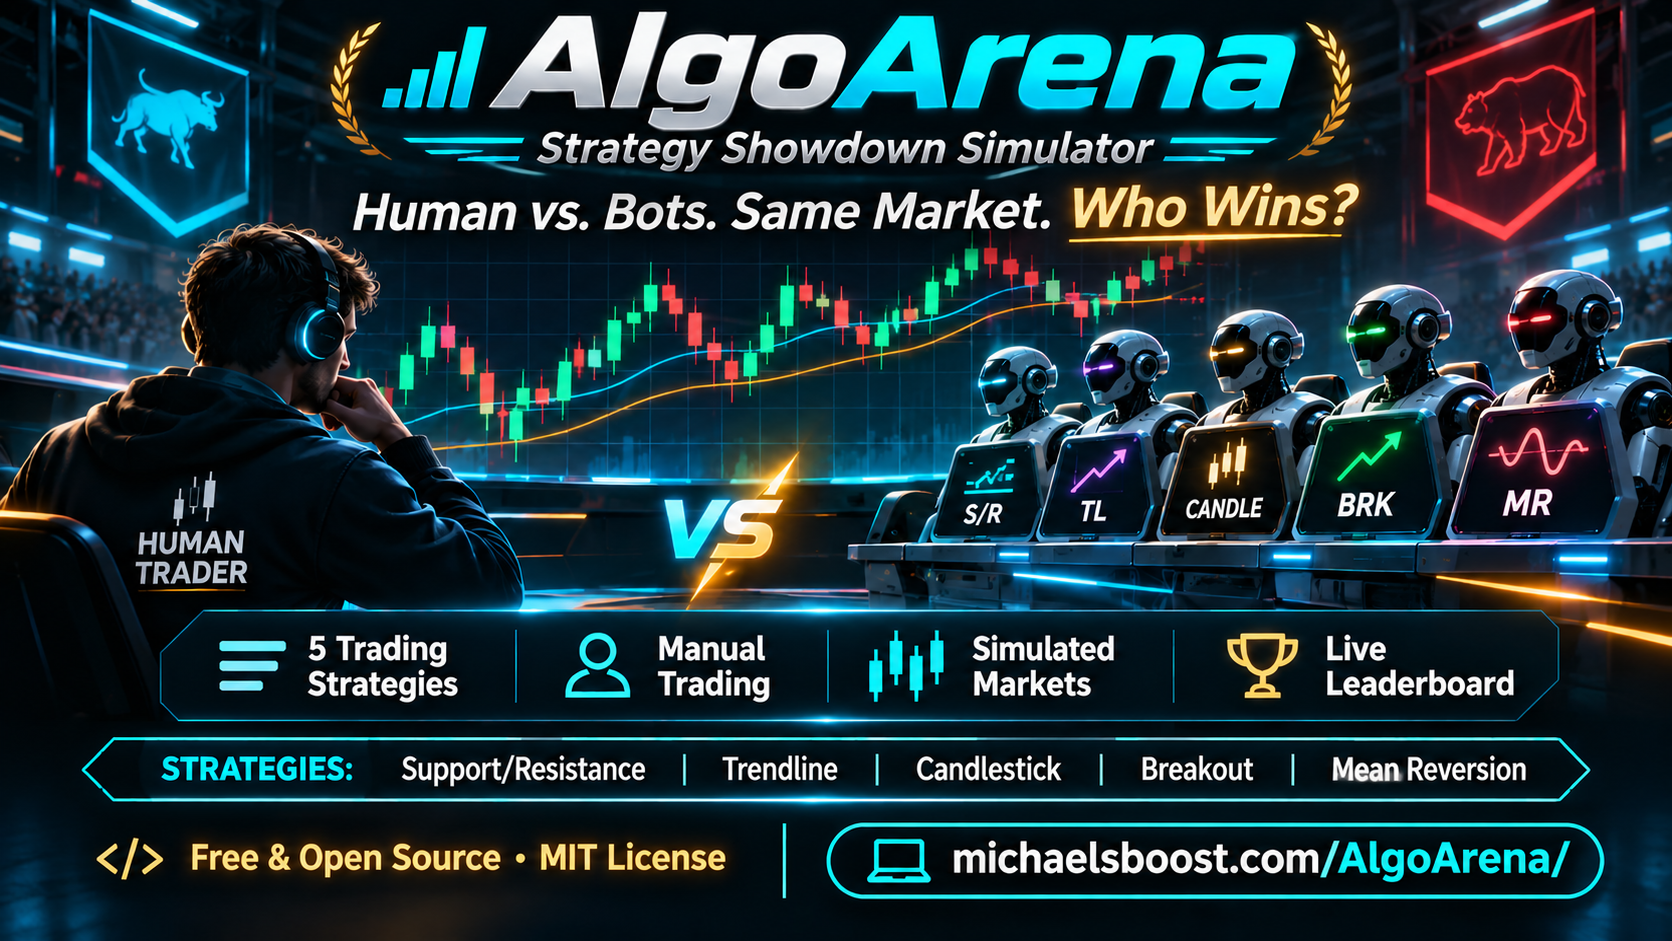 AlgoArena
Strategy Showdown Simulator
Human vs. Bots. Same Market. Who Wins?
HUMAN
TRADER
VS
S/R
TL
CANDLE
BRK
MR
5 Trading
Strategies
Manual
Trading
Simulated
Markets
Live
Leaderboard
STRATEGIES: Support/Resistance | Trendline | Candlestick | Breakout | Mean Reversion
</> Free & Open Source • MIT License
michaelsboost.com/AlgoArena/